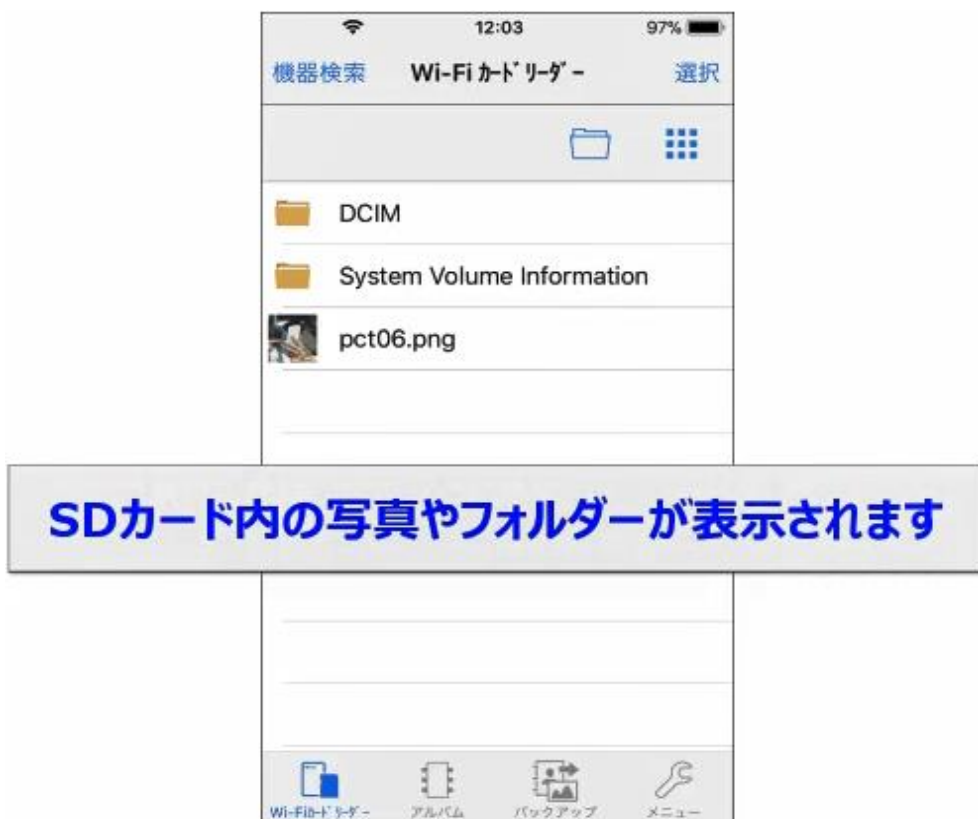 12:03
97%
機器検索 Wi-Fi ｶｰﾄﾞﾘｰﾀﾞｰ 選択
DCIM
System Volume Information
pct06.png
SDカード内の写真やフォルダーが表示されます
Wi-Fiｶｰﾄﾞﾘｰﾀﾞｰ アルバム バックアップ メニュー